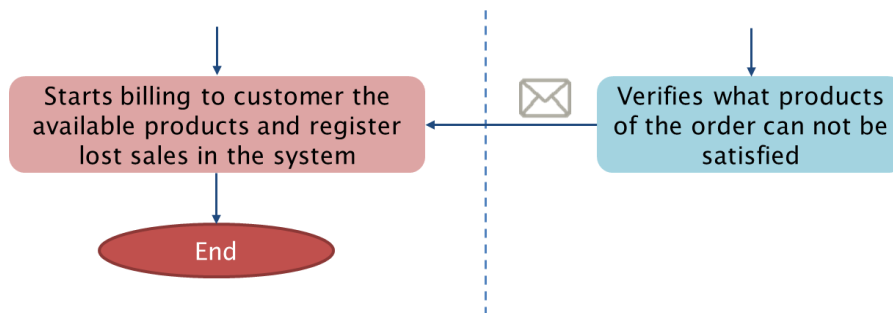 Starts billing to customer the
available products and register
lost sales in the system
Verifies what products
of the order can not be
satisfied
End